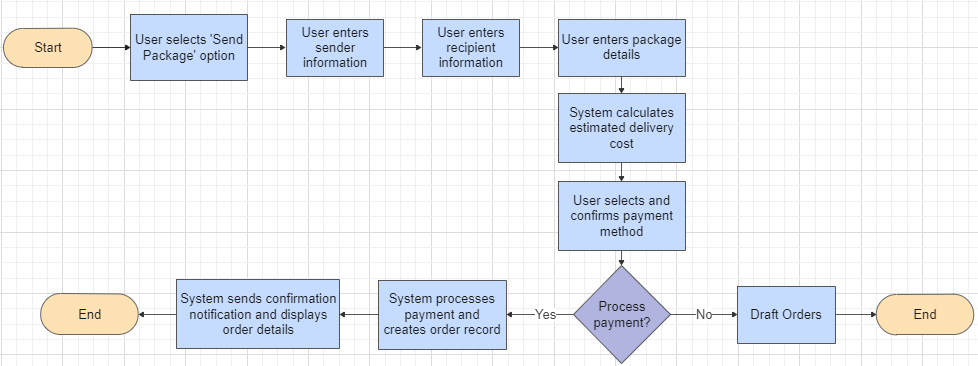 Start
User selects 'Send
Package' option
User enters
sender
information
User enters
recipient
information
User enters package
details
System calculates
estimated delivery
cost
User selects and
confirms payment
method
Process
payment?
Yes
System processes
payment and
creates order record
System sends confirmation
notification and displays
order details
End
No
Draft Orders
End